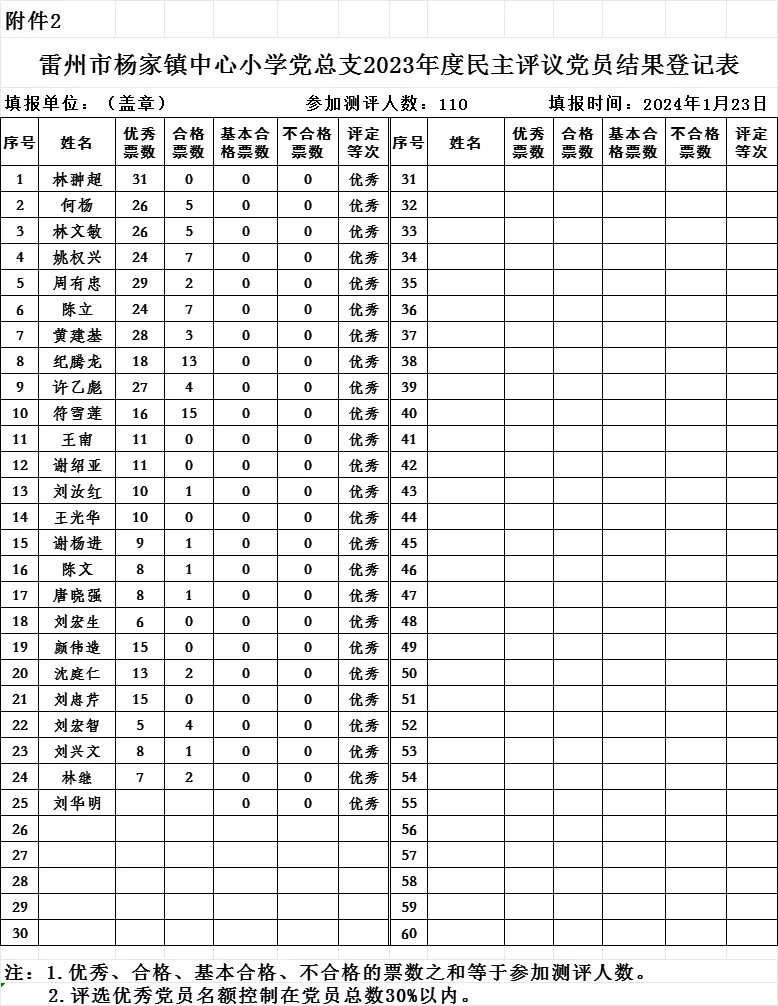 附件2
雷州市杨家镇中心小学党总支2023年度民主评议党员结果登记表
填报单位：（盖章） 参加测评人数：110 填报时间：2024年1月23日
序号 姓名 优秀票数 合格票数 基本合格票数 不合格票数 评定等次 序号 姓名 优秀票数 合格票数 基本合格票数 不合格票数 评定等次
1 林翀超 31 0 0 0 优秀 31
2 何杨 26 5 0 0 优秀 32
3 林文敏 26 5 0 0 优秀 33
4 姚权兴 24 7 0 0 优秀 34
5 周有忠 29 2 0 0 优秀 35
6 陈立 24 7 0 0 优秀 36
7 黄建基 28 3 0 0 优秀 37
8 纪腾龙 18 13 0 0 优秀 38
9 许乙彪 27 4 0 0 优秀 39
10 符雪莲 16 15 0 0 优秀 40
11 王南 11 0 0 0 优秀 41
12 谢绍亚 11 0 0 0 优秀 42
13 刘汝红 10 1 0 0 优秀 43
14 王光华 10 0 0 0 优秀 44
15 谢杨进 9 1 0 0 优秀 45
16 陈文 8 1 0 0 优秀 46
17 唐晓强 8 1 0 0 优秀 47
18 刘宏生 6 0 0 0 优秀 48
19 颜伟造 15 0 0 0 优秀 49
20 沈庭仁 13 2 0 0 优秀 50
21 刘忠芹 15 0 0 0 优秀 51
22 刘宏智 5 4 0 0 优秀 52
23 刘兴文 8 1 0 0 优秀 53
24 林继 7 2 0 0 优秀 54
25 刘华明 0 0 优秀 55
26 56
27 57
28 58
29 59
30 60
注：1.优秀、合格、基本合格、不合格的票数之和等于参加测评人数。
2.评选优秀党员名额控制在党员总数30%以内。